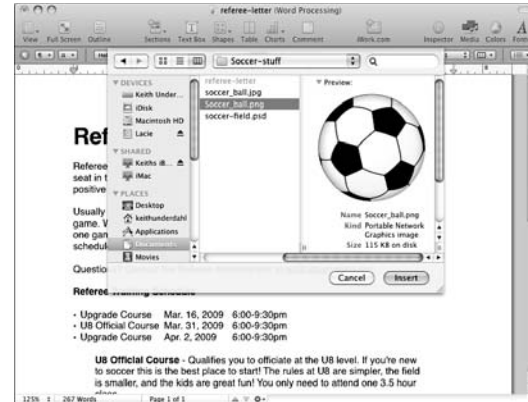 referee-letter (Word Processing)
View Full Screen Outline Sections Text Box Shapes Table Charts Comment iWork.com Inspector Media Colors
Soccer-stuff
DEVICES
Keith Under...
iDisk
Macintosh HD
Lacie
SHARED
Keiths iB...
iMac
PLACES
Desktop
keithunderdahl
Applications
Documents
Movies
referee-letter
soccer_ball.jpg
Soccer_ball.png
soccer-field.psd
Preview:
Name Soccer_ball.png
Kind Portable Network
Graphics image
Size 115 KB on disk
Cancel Insert
Ref
Referee
seat in t
positive
Usually
game. W
one gam
schedul
Question
Referee Training Schedule
• Upgrade Course Mar. 16, 2009 6:00-9:30pm
• U8 Official Course Mar. 31, 2009 6:00-9:30pm
• Upgrade Course Apr. 2, 2009 6:00-9:30pm
U8 Official Course - Qualifies you to officiate at the U8 level. If you're new
to soccer this is the best place to start! The rules at U8 are simpler, the field
is smaller, and the kids are great fun! You only need to attend one 3.5 hour
125% 267 Words Page 1 of 1